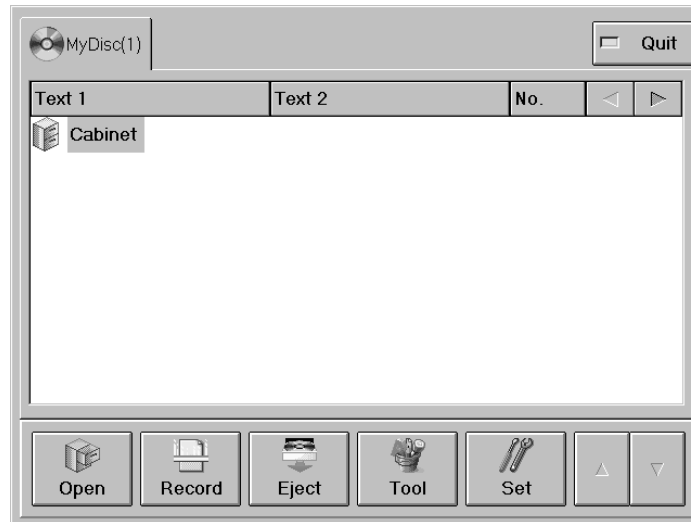 MyDisc(1)
Quit
Text 1 Text 2 No.
Cabinet
Open Record Eject Tool Set